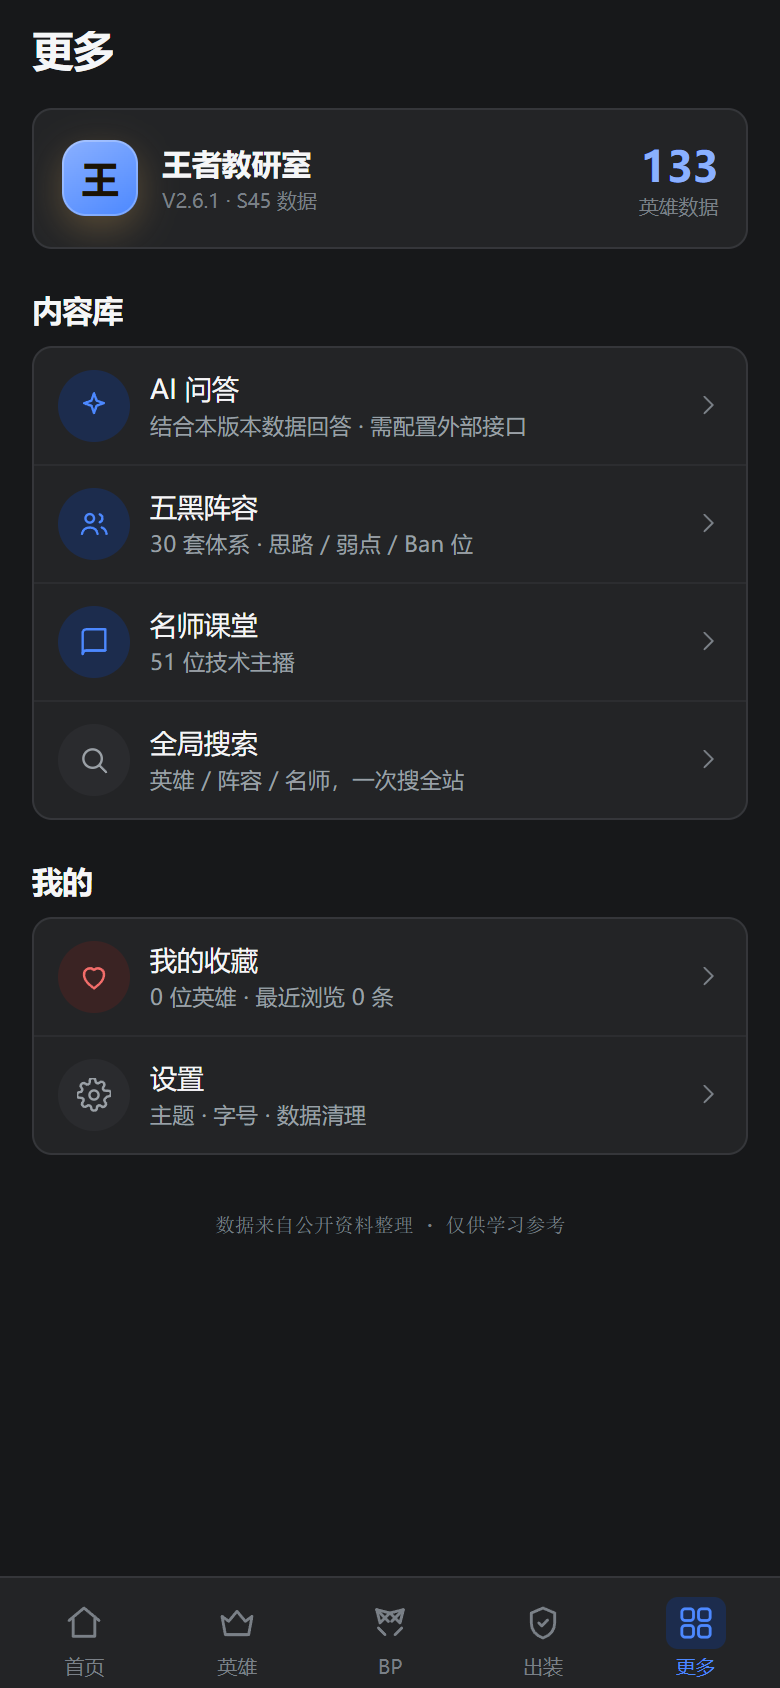 更多
王
王者教研室
V2.6.1 · S45 数据
133
英雄数据
内容库
AI 问答
结合本版本数据回答 · 需配置外部接口
五黑阵容
30 套体系 · 思路 / 弱点 / Ban 位
名师课堂
51 位技术主播
全局搜索
英雄 / 阵容 / 名师，一次搜全站
我的
我的收藏
0 位英雄 · 最近浏览 0 条
设置
主题 · 字号 · 数据清理
数据来自公开资料整理 · 仅供学习参考
首页
英雄
BP
出装
更多